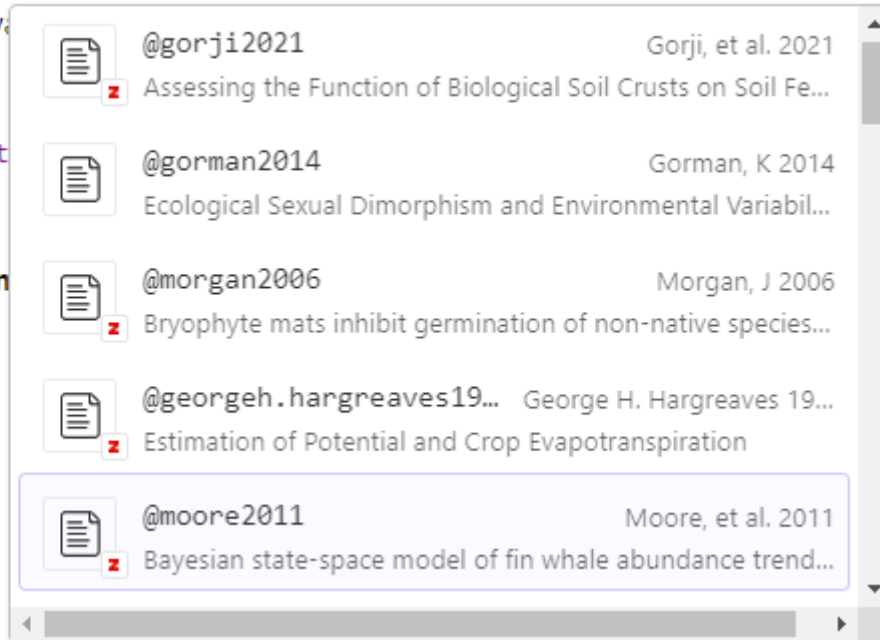 @gorji2021 Gorji, et al. 2021
Assessing the Function of Biological Soil Crusts on Soil Fe...
z
@gorman2014 Gorman, K 2014
Ecological Sexual Dimorphism and Environmental Variabil...
@morgan2006 Morgan, J 2006
Bryophyte mats inhibit germination of non-native species...
z
@georgeh.hargreaves19... George H. Hargreaves 19...
Estimation of Potential and Crop Evapotranspiration
z
@moore2011 Moore, et al. 2011
Bayesian state-space model of fin whale abundance trend...
z